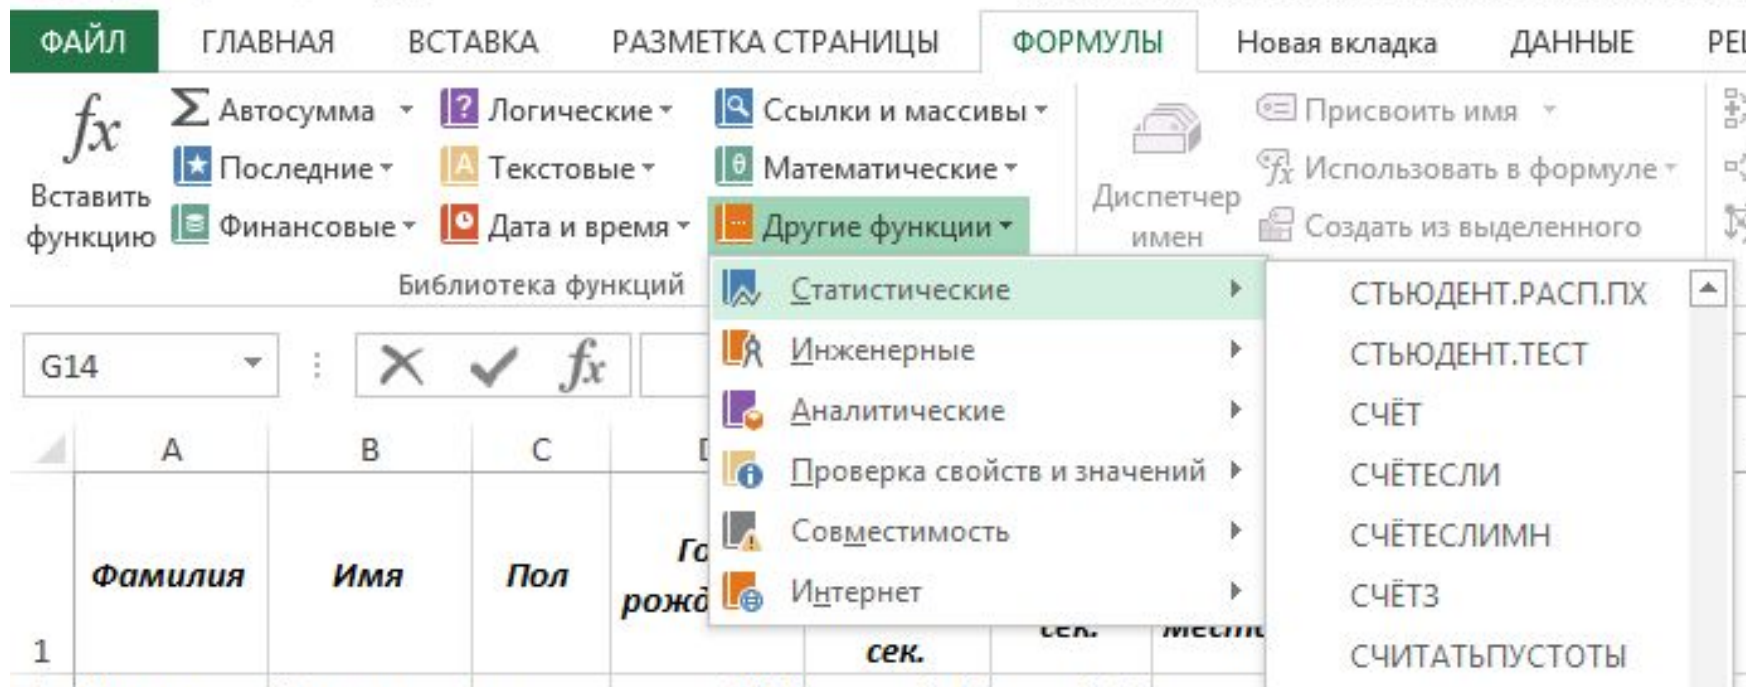 ФАЙЛ ГЛАВНАЯ ВСТАВКА РАЗМЕТКА СТРАНИЦЫ ФОРМУЛЫ Новая вкладка ДАННЫЕ
fx Σ Автосумма Логические Ссылки и массивы Присвоить имя
Последние Текстовые Математические Использовать в формуле
Вставить функцию Финансовые Дата и время Другие функции Диспетчер имен Создать из выделенного
Библиотека функций
Статистические СТЬЮДЕНТ.РАСП.ПХ
G14 fx
Инженерные СТЬЮДЕНТ.ТЕСТ
Аналитические СЧЁТ
A B C
Проверка свойств и значений СЧЁТЕСЛИ
Совместимость СЧЁТЕСЛИМН
Фамилия Имя Пол
Интернет СЧЁТЗ
1 сек. сек. СЧИТАТЬПУСТОТЫ